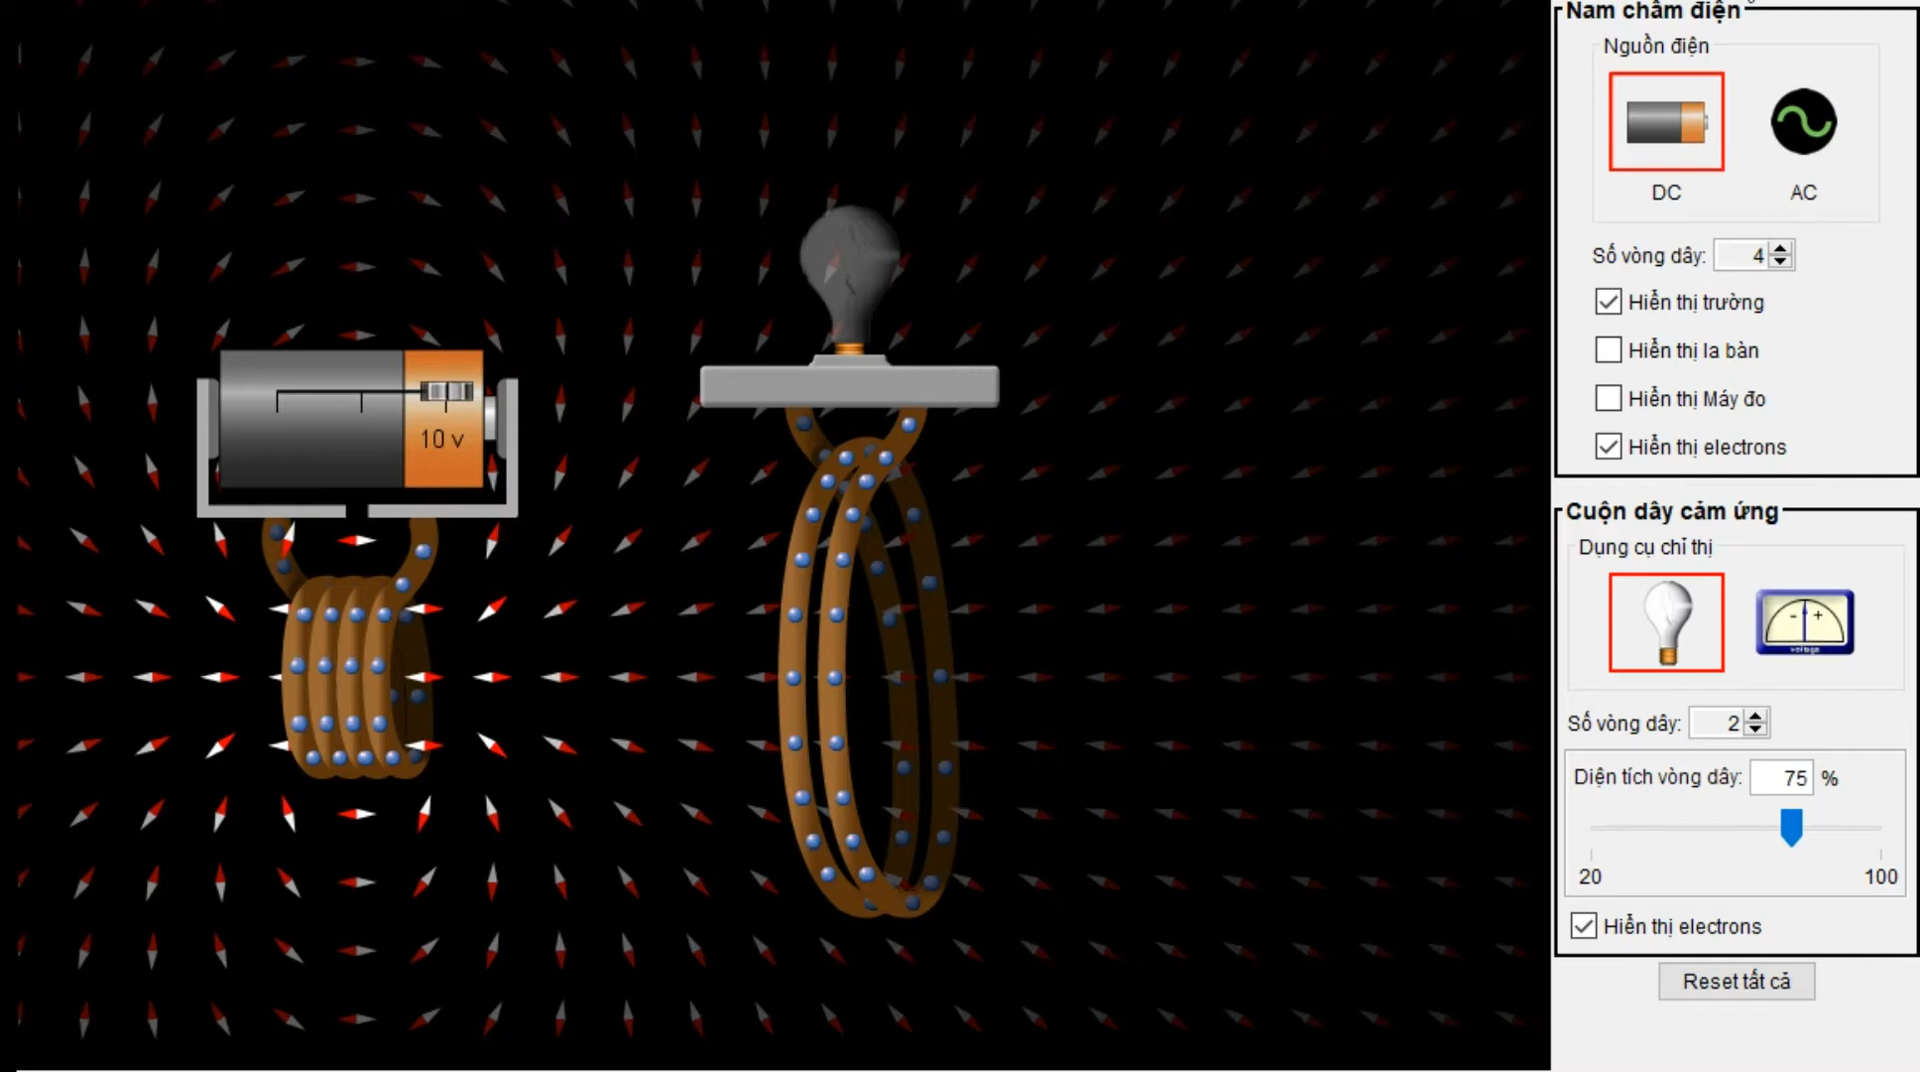 Nam châm điện
Nguồn điện
DC
AC
Số vòng dây: 4
Hiển thị trường
Hiển thị la bàn
Hiển thị Máy đo
Hiển thị electrons
10 v
Cuộn dây cảm ứng
Dụng cụ chỉ thị
- +
voltage
Số vòng dây: 2
Diện tích vòng dây: 75 %
20 100
Hiển thị electrons
Reset tất cả